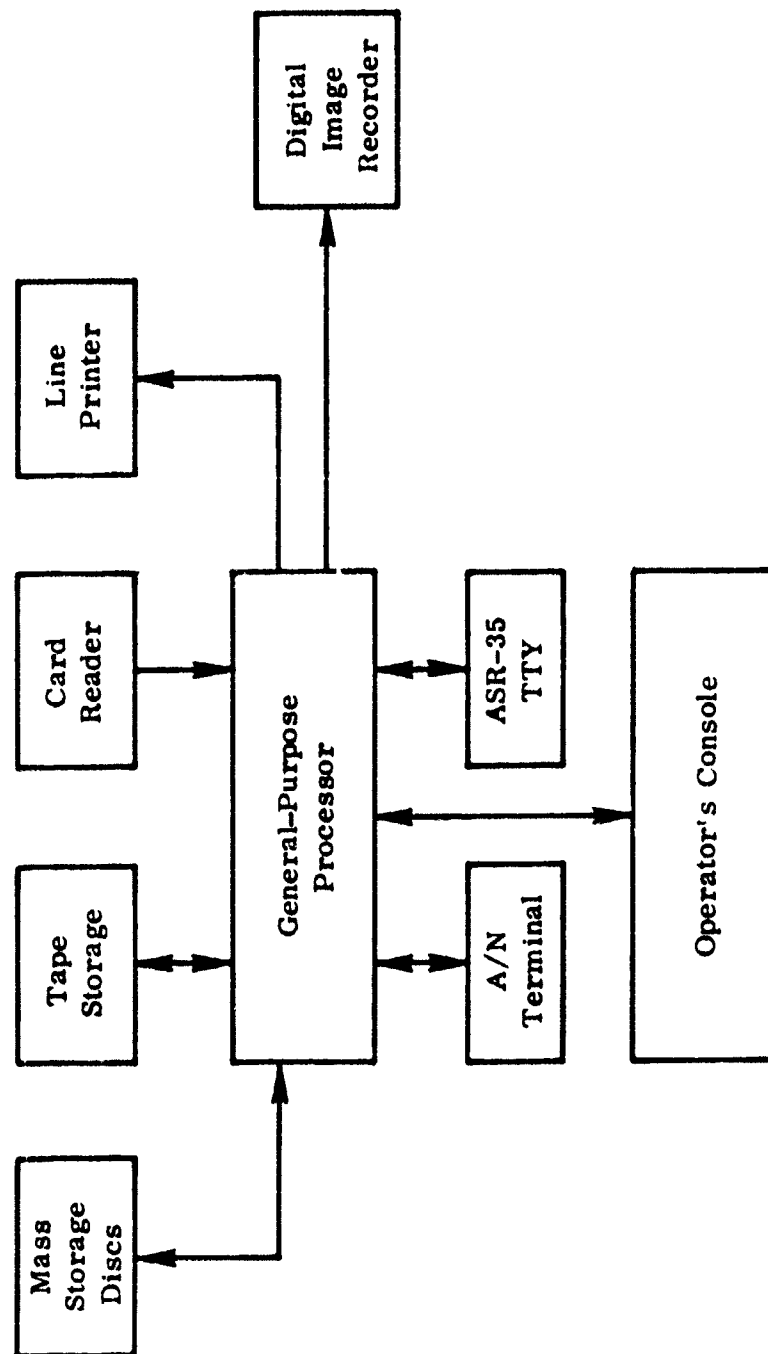 Mass
Storage
Discs
Tape
Storage
Card
Reader
Line
Printer
General-Purpose
Processor
Digital
Image
Recorder
A/N
Terminal
ASR-35
TTY
Operator's Console